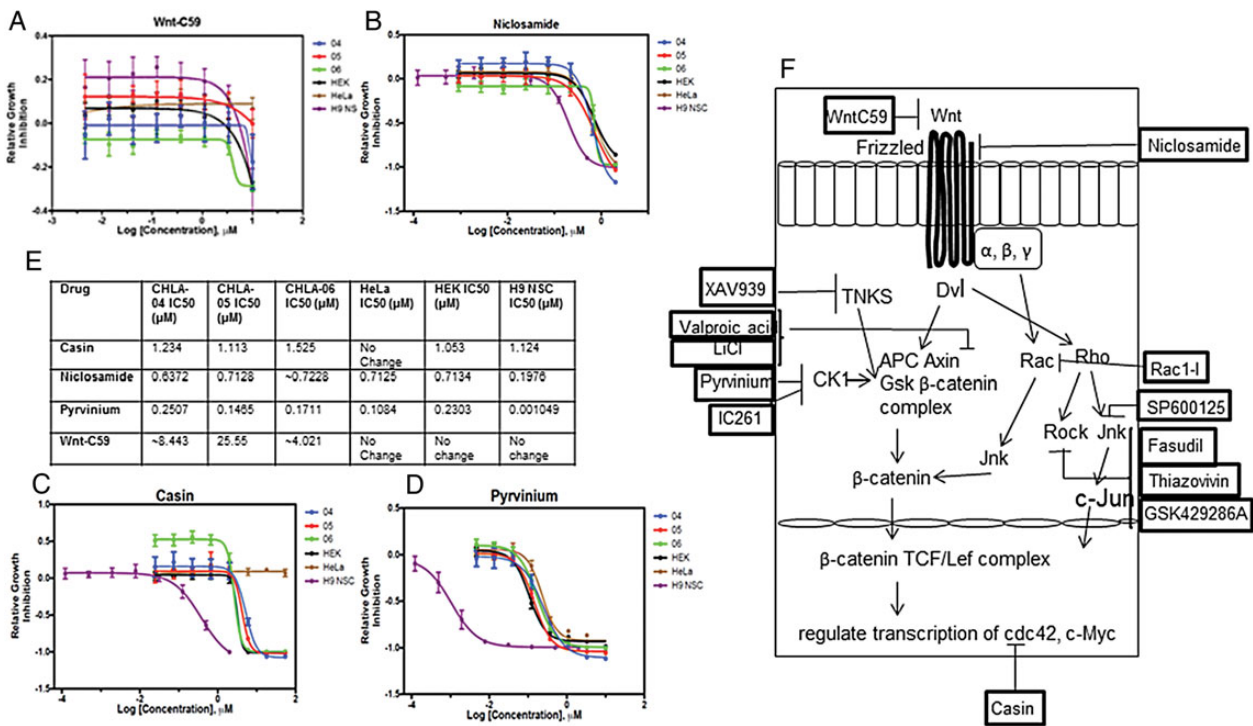 A
Wnt-C59
Relative Growth
Inhibition
0.4
0.2
0.0
-0.2
-0.4
-3
-2
-1
0
1
2
Log [Concentration], μM
04
05
06
HEK
HeLa
H9 NS
B
Niclosamide
Relative Growth
Inhibition
0.5
0.0
-0.5
-1.0
-1.5
-4
-2
0
Log [Concentration], μM
04
05
06
HEK
HeLa
H9 NSC
E
Drug CHLA-04 IC50 (μM) CHLA-05 IC50 (μM) CHLA-06 IC50 (μM) HeLa IC50 (μM) HEK IC50 (μM) H9 NSC IC50 (μM)
Casin 1.234 1.113 1.525 No Change 1.053 1.124
Niclosamide 0.6372 0.7128 ~0.7228 0.7125 0.7134 0.1976
Pyrvinium 0.2507 0.1465 0.1711 0.1084 0.2303 0.001049
Wnt-C59 ~8.443 25.55 ~4.021 No Change No change No change
C
Casin
Relative Growth
Inhibition
1.0
0.5
0.0
-0.5
-1.0
-1.5
-4
-2
0
2
Log [Concentration], μM
04
05
06
HEK
HeLa
H9 NSC
D
Pyrvinium
Relative Growth
Inhibition
1.0
0.5
0.0
-0.5
-1.0
-1.5
-4
-2
0
2
Log [Concentration], μM
04
05
06
HEK
HeLa
H9 NSC
F
WntC59
Wnt
Frizzled
Niclosamide
α, β, γ
XAV939
TNKS
Dvl
Valproic acid
LiCl
Pyrvinium
IC261
CK1
APC Axin
Gsk β-catenin
complex
Rac
Rho
Rac1-I
SP600125
Rock
Jnk
Fasudil
Thiazovivin
GSK429286A
Jnk
β-catenin
c-Jun
β-catenin TCF/Lef complex
regulate transcription of cdc42, c-Myc
Casin